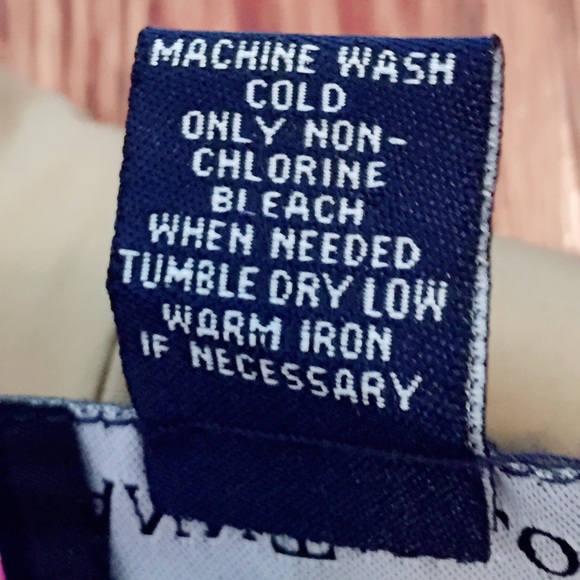 MACHINE WASH
COLD
ONLY NON-
CHLORINE
BLEACH
WHEN NEEDED
TUMBLE DRY LOW
WARM IRON
IF NECESSARY